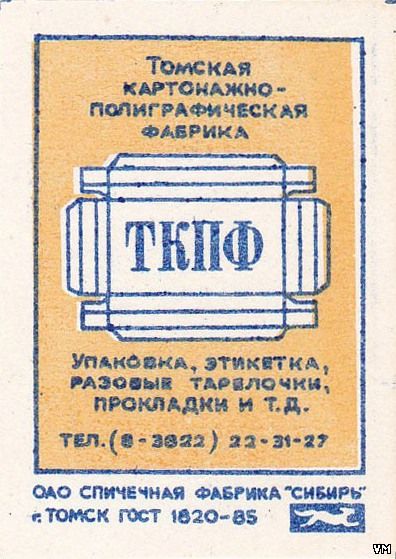 Томская
картонажно-
полиграфическая
фабрика
ТКПФ
Упаковка, этикетка,
разовые тарелочки,
прокладки и т.д.
тел.(8-3822) 22-31-27
ОАО спичечная фабрика "Сибирь"
г.Томск ГОСТ 1820-85
VM